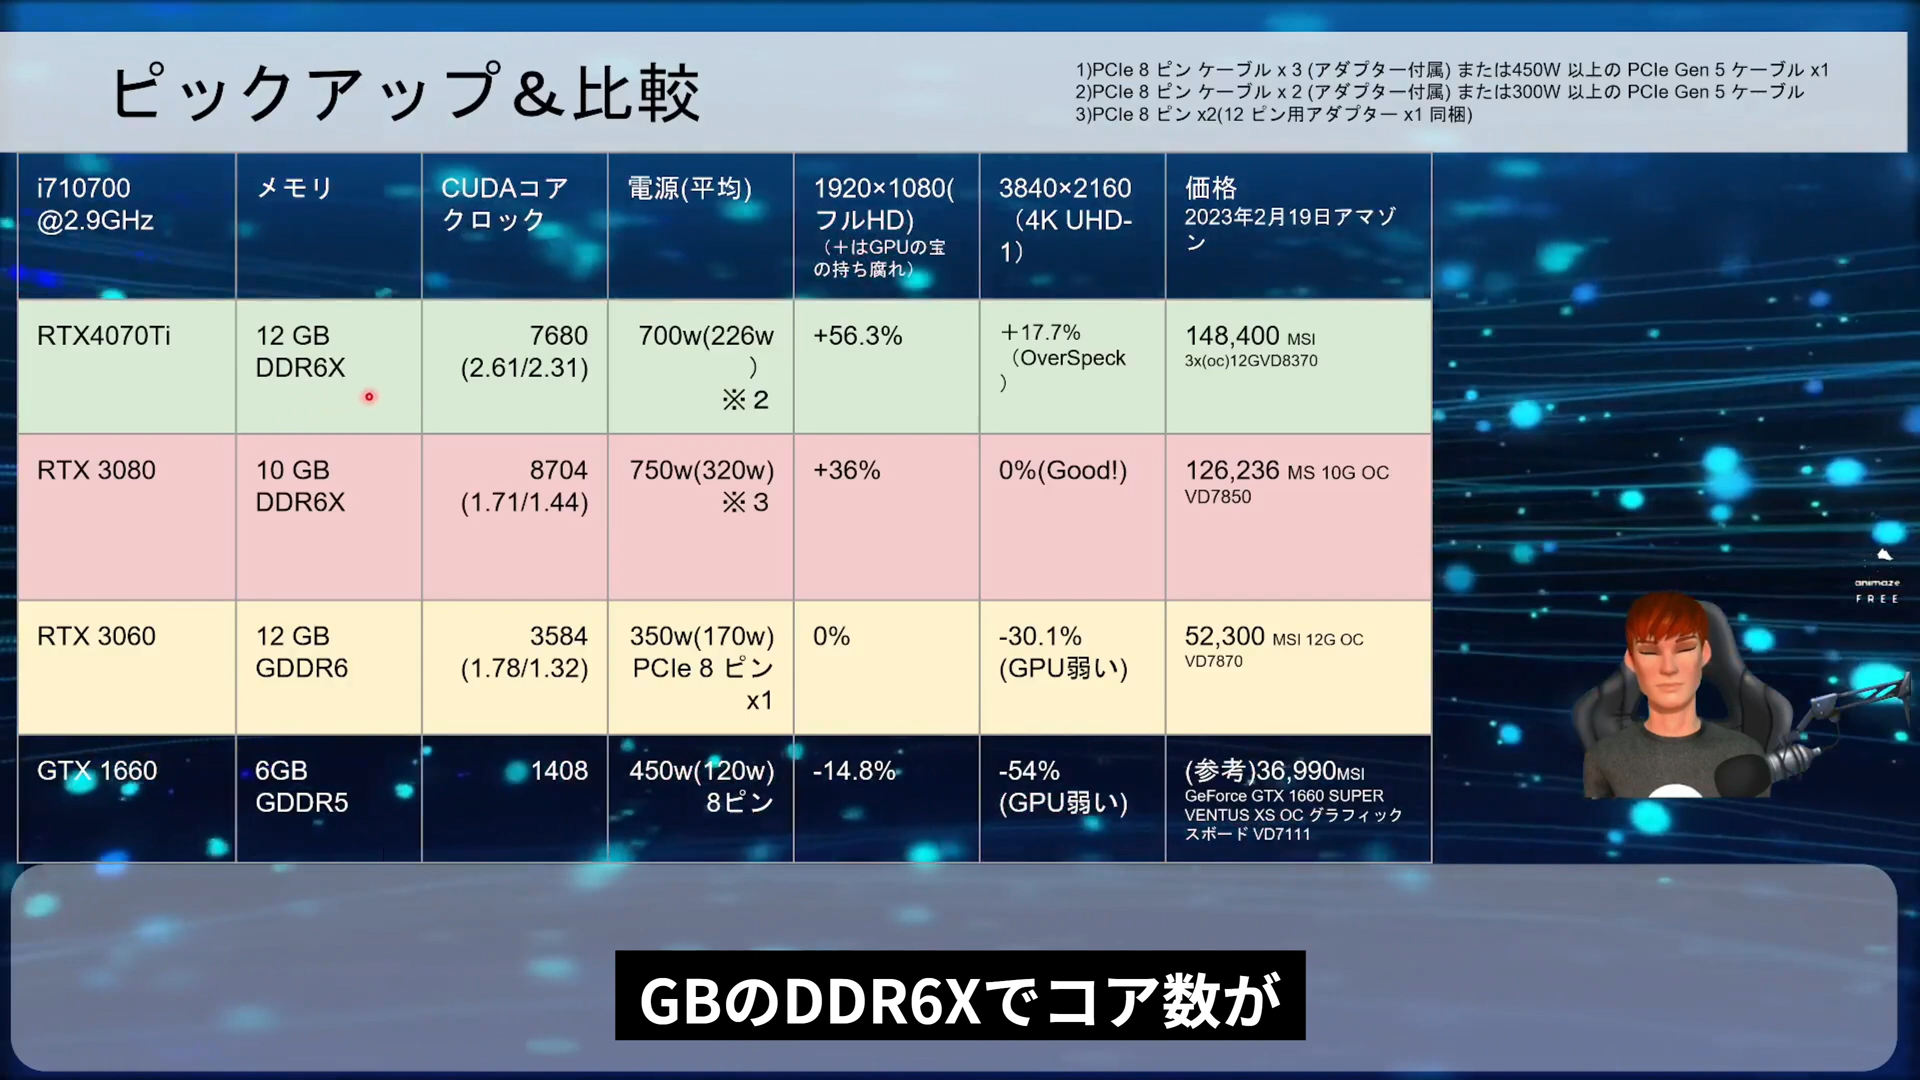 ピックアップ＆比較
1)PCIe 8 ピン ケーブル x 3 (アダプター付属) または450W 以上の PCIe Gen 5 ケーブル x1
2)PCIe 8 ピン ケーブル x 2 (アダプター付属) または300W 以上の PCIe Gen 5 ケーブル
3)PCIe 8 ピン x2(12 ピン用アダプター x1 同梱)
i710700
@2.9GHz
メモリ
CUDAコア
クロック
電源(平均)
1920×1080(
フルHD)
（＋はGPUの宝
の持ち腐れ）
3840×2160
（4K UHD-
1）
価格
2023年2月19日アマゾ
ン
RTX4070Ti
12 GB
DDR6X
7680
(2.61/2.31)
700w(226w
)
※２
+56.3%
＋17.7%
（OverSpeck
）
148,400 MSI
3x(oc)12GVD8370
RTX 3080
10 GB
DDR6X
8704
(1.71/1.44)
750w(320w)
※３
+36%
0%(Good!)
126,236 MS 10G OC
VD7850
RTX 3060
12 GB
GDDR6
3584
(1.78/1.32)
350w(170w)
PCIe 8 ピン
x1
0%
-30.1%
(GPU弱い)
52,300 MSI 12G OC
VD7870
GTX 1660
6GB
GDDR5
1408
450w(120w)
8ピン
-14.8%
-54%
(GPU弱い)
(参考)36,990MSI
GeForce GTX 1660 SUPER
VENTUS XS OC グラフィック
スボード VD7111
animaze
FREE
GBのDDR6Xでコア数が